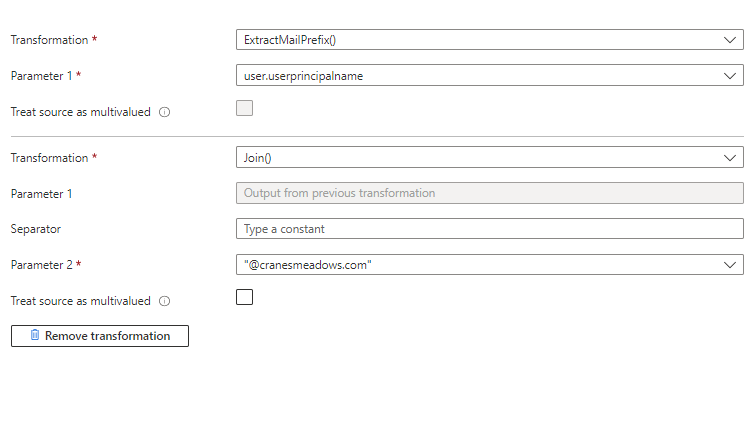 Transformation * ExtractMailPrefix()
Parameter 1 * user.userprincipalname
Treat source as multivalued
Transformation * Join()
Parameter 1 Output from previous transformation
Separator Type a constant
Parameter 2 * "@cranesmeadows.com"
Treat source as multivalued
Remove transformation